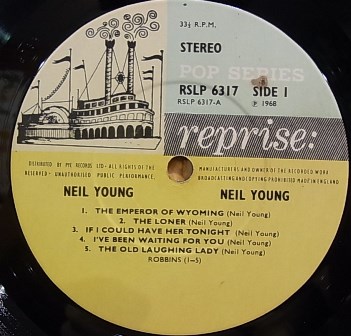 33⅓ R.P.M.
STEREO
POP SERIES
RSLP 6317 SIDE 1
RSLP 6317-A ℗ 1968
reprise:
DISTRIBUTED BY PYE RECORDS LTD - ALL RIGHTS OF THE MANUFACTURERS AND OWNER OF THE RECORDED WORK
RESERVED - UNAUTHORISED PUBLIC PERFORMANCE, BROADCASTING AND COPYING PROHIBITED MADE IN ENGLAND
NEIL YOUNG NEIL YOUNG
1. THE EMPEROR OF WYOMING (Neil Young)
2. THE LONER (Neil Young)
3. IF I COULD HAVE HER TONIGHT (Neil Young)
4. I'VE BEEN WAITING FOR YOU (Neil Young)
5. THE OLD LAUGHING LADY (Neil Young)
ROBBINS (1-5)